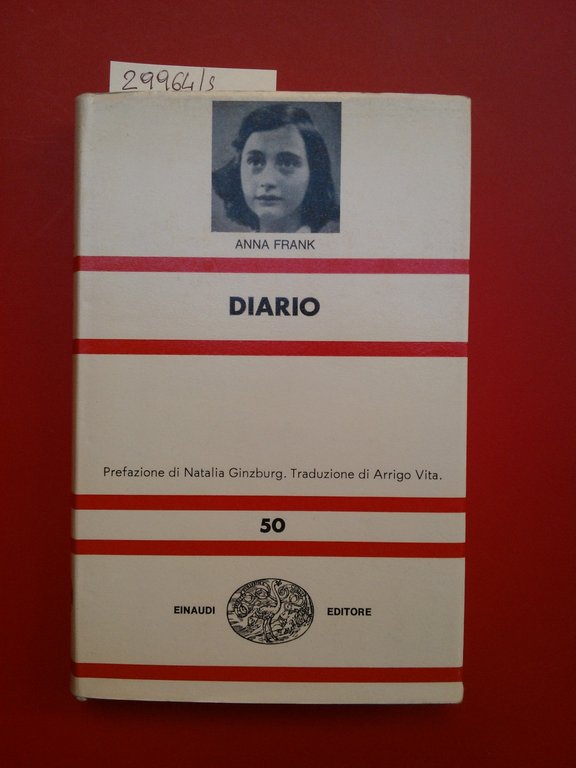 29964/s
ANNA FRANK
DIARIO
Prefazione di Natalia Ginzburg. Traduzione di Arrigo Vita.
50
EINAUDI EDITORE